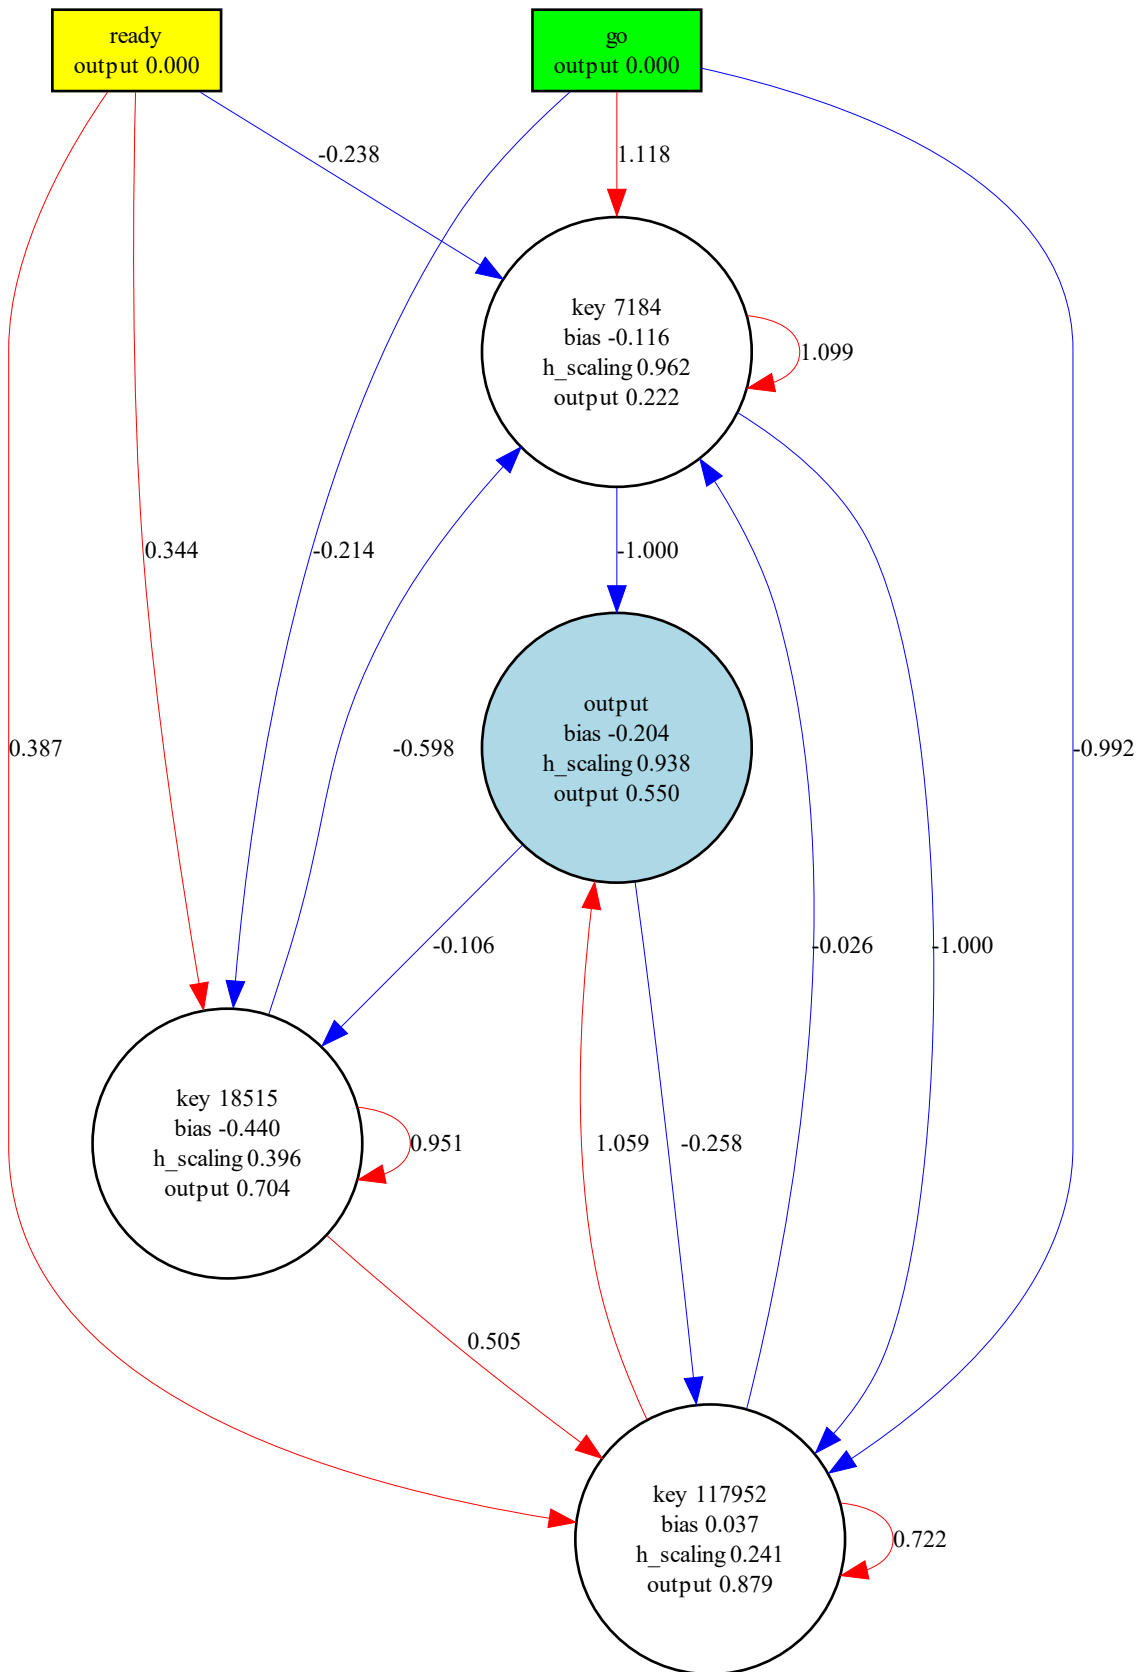 ready
output 0.000
go
output 0.000
-0.238
1.118
key 7184
bias -0.116
h_scaling 0.962
output 0.222
1.099
0.344
-0.214
-1.000
output
bias -0.204
h_scaling 0.938
output 0.550
0.387
-0.598
-0.992
-0.106
-0.026
-1.000
key 18515
bias -0.440
h_scaling 0.396
output 0.704
0.951
1.059
-0.258
0.505
key 117952
bias 0.037
h_scaling 0.241
output 0.879
0.722